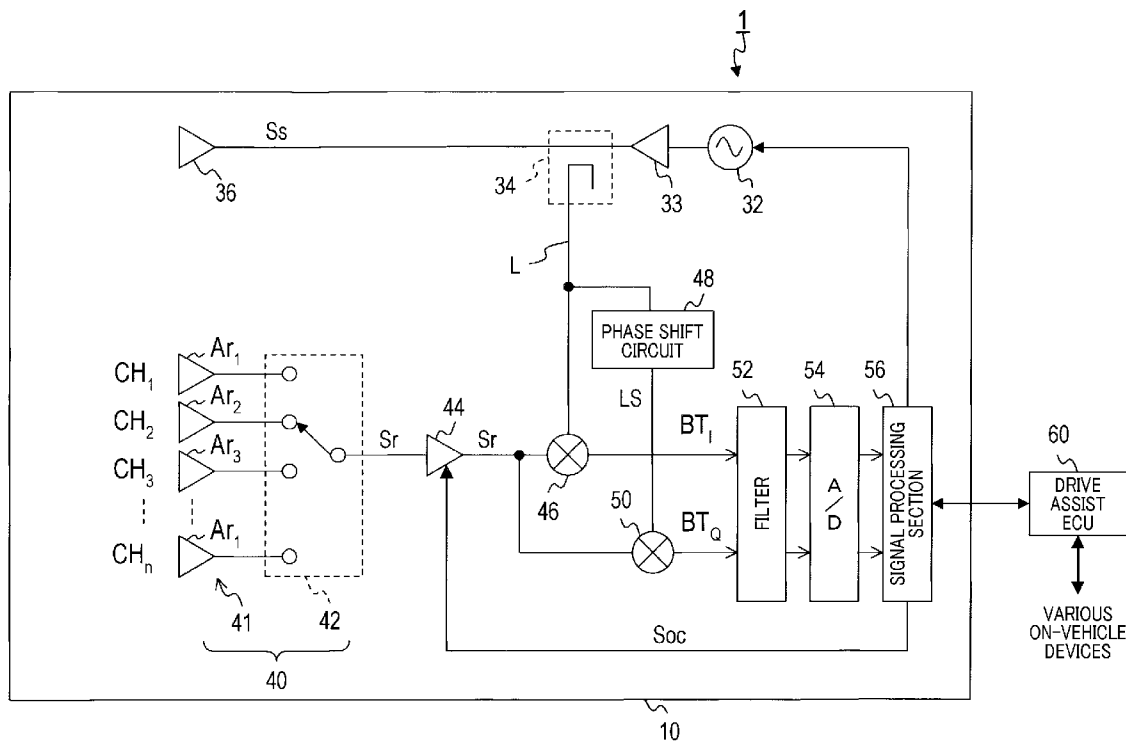 1
Ss
36
34
33
32
L
48
PHASE SHIFT
CIRCUIT
LS
CH1
Ar1
CH2
Ar2
CH3
Ar3
CHn
Ar1
41
42
40
Sr
44
Sr
46
50
BTI
BTQ
52
FILTER
54
A/D
56
SIGNAL PROCESSING
SECTION
60
DRIVE
ASSIST
ECU
VARIOUS
ON-VEHICLE
DEVICES
Soc
10